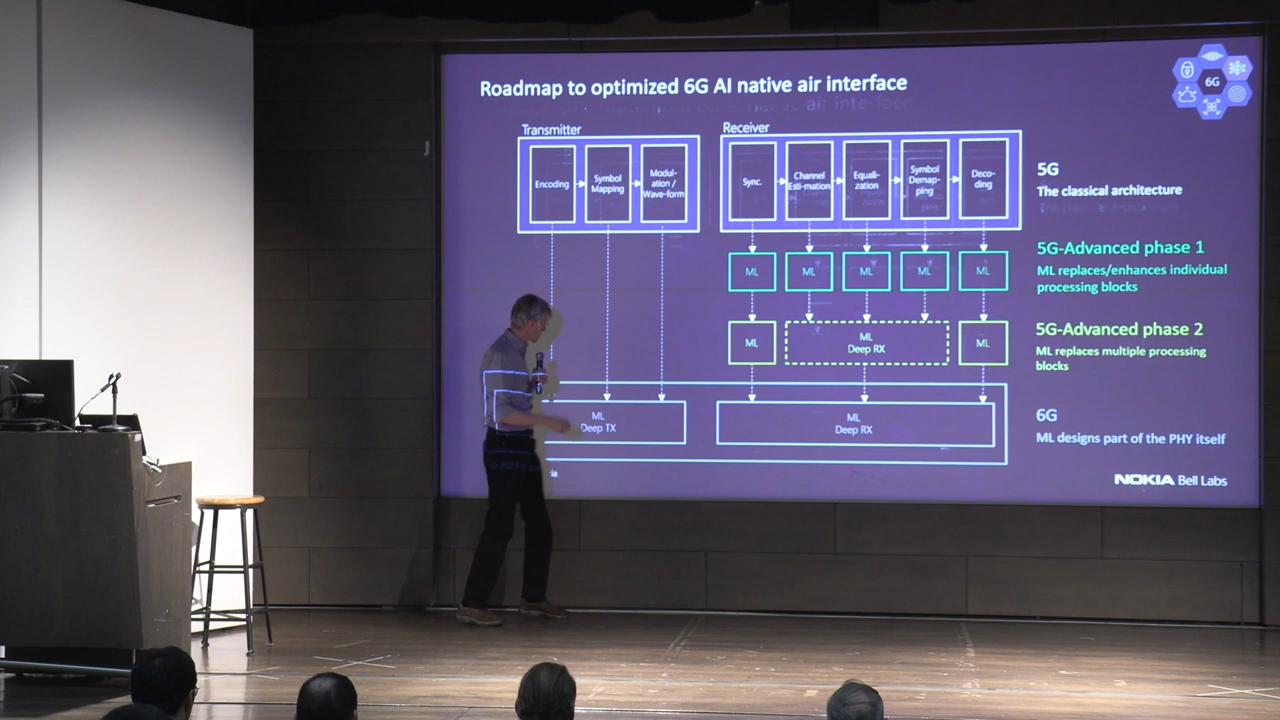 Roadmap to optimized 6G AI native air interface
6G
Transmitter
Receiver
Encoding
Symbol
Mapping
Modul-
ation /
Wave-form
Sync.
Channel
Esti-mation
Equali-
zation
Symbol
Demap-
ping
Deco-
ding
5G
The classical architecture
ML
ML
ML
ML
ML
5G-Advanced phase 1
ML replaces/enhances individual
processing blocks
ML
ML
Deep RX
ML
5G-Advanced phase 2
ML replaces multiple processing
blocks
ML
Deep TX
ML
Deep RX
6G
ML designs part of the PHY itself
NOKIA Bell Labs